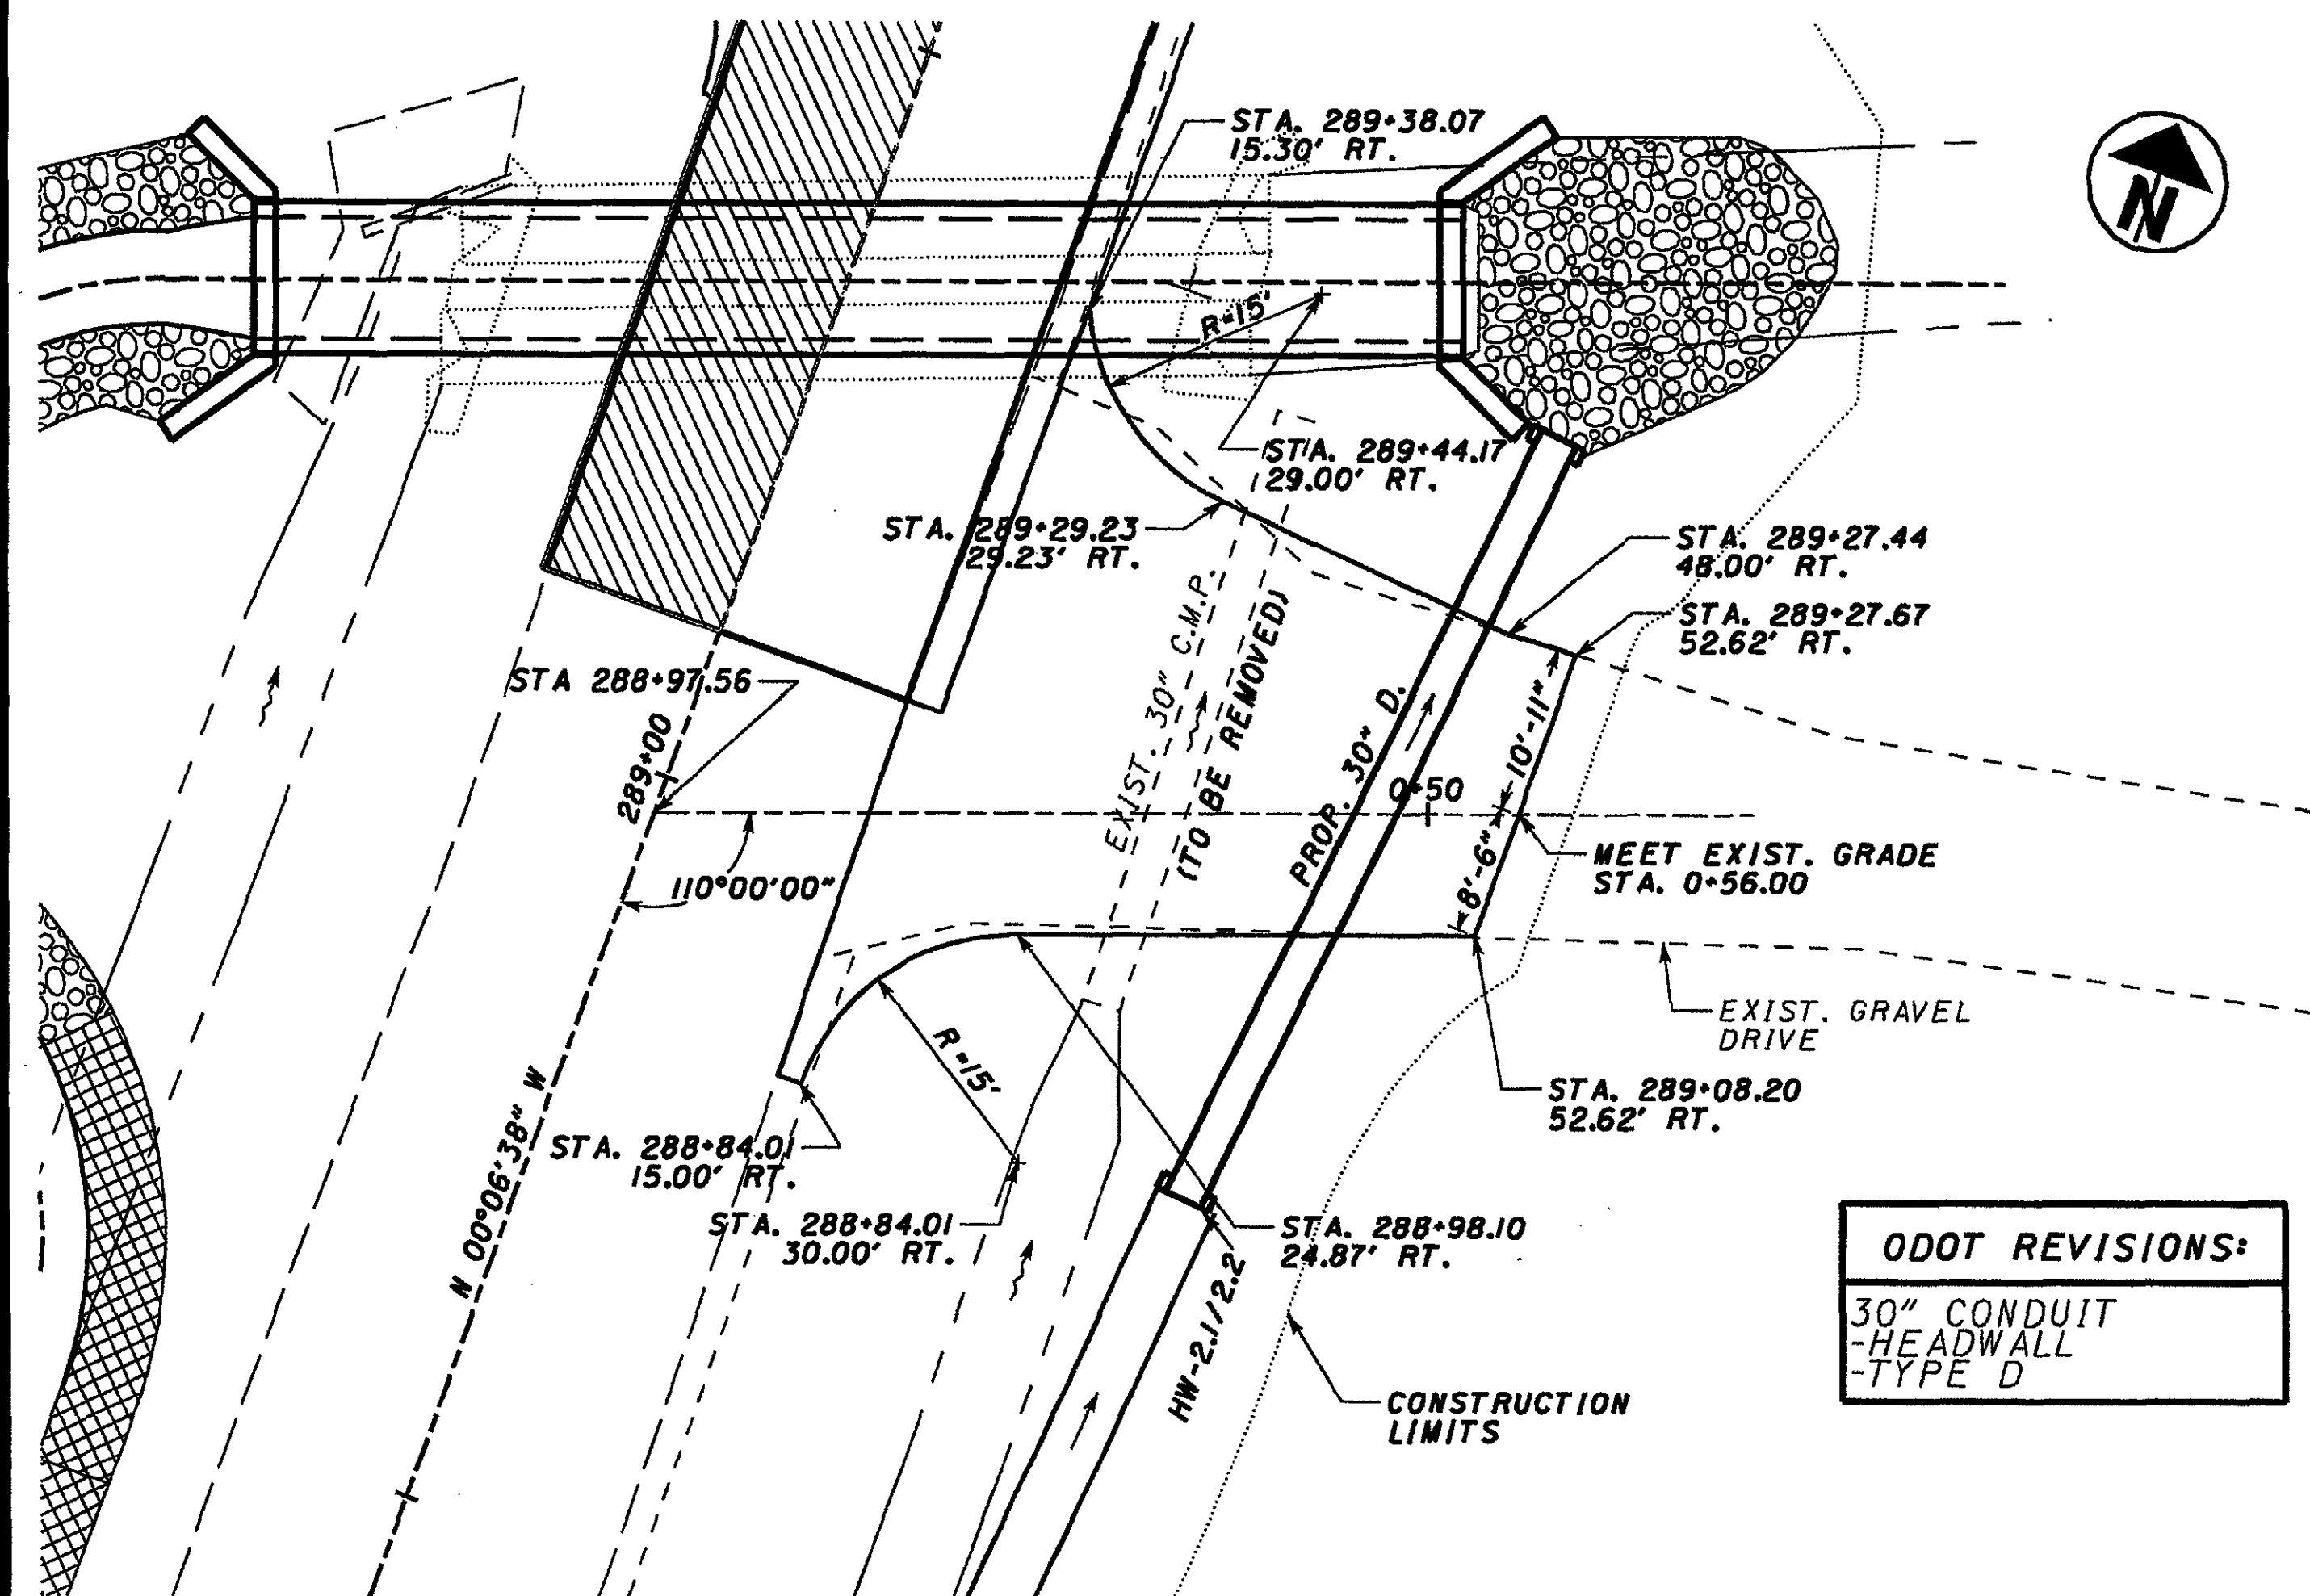 STA. 289+38.07
15.30' RT.
N
R=15'
STA. 289+44.17
29.00' RT.
STA. 289+29.23
29.23' RT.
STA. 289+27.44
48.00' RT.
STA. 289+27.67
52.62' RT.
STA 288+97.56
289+00
EXIST. 30" C.M.P.
(TO BE REMOVED)
PROP. 30" D.
10'-11"
0+50
8'-6"
MEET EXIST. GRADE
STA. 0+56.00
110°00'00"
EXIST. GRAVEL
DRIVE
R=15'
N 00°06'38" W
STA. 288+84.01
15.00' RT.
STA. 289+08.20
52.62' RT.
STA. 288+84.01
30.00' RT.
STA. 288+98.10
24.87' RT.
HW-2.1/2.2
CONSTRUCTION
LIMITS
ODOT REVISIONS:
30" CONDUIT
-HEADWALL
-TYPE D